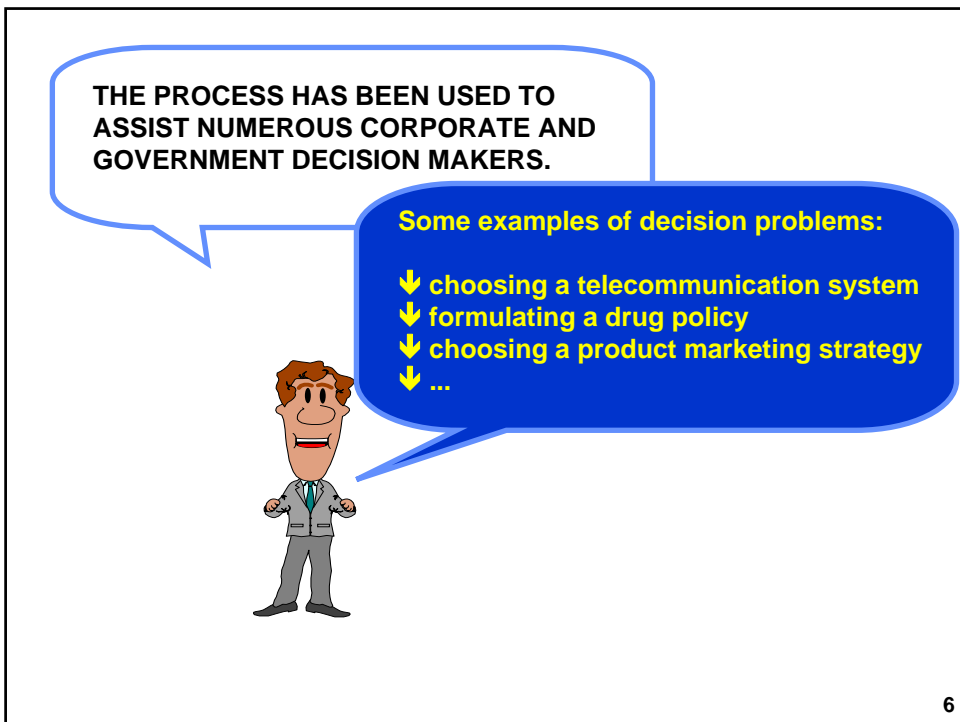 THE PROCESS HAS BEEN USED TO
ASSIST NUMEROUS CORPORATE AND
GOVERNMENT DECISION MAKERS.
Some examples of decision problems:
🡻 choosing a telecommunication system
🡻 formulating a drug policy
🡻 choosing a product marketing strategy
🡻 ...
6